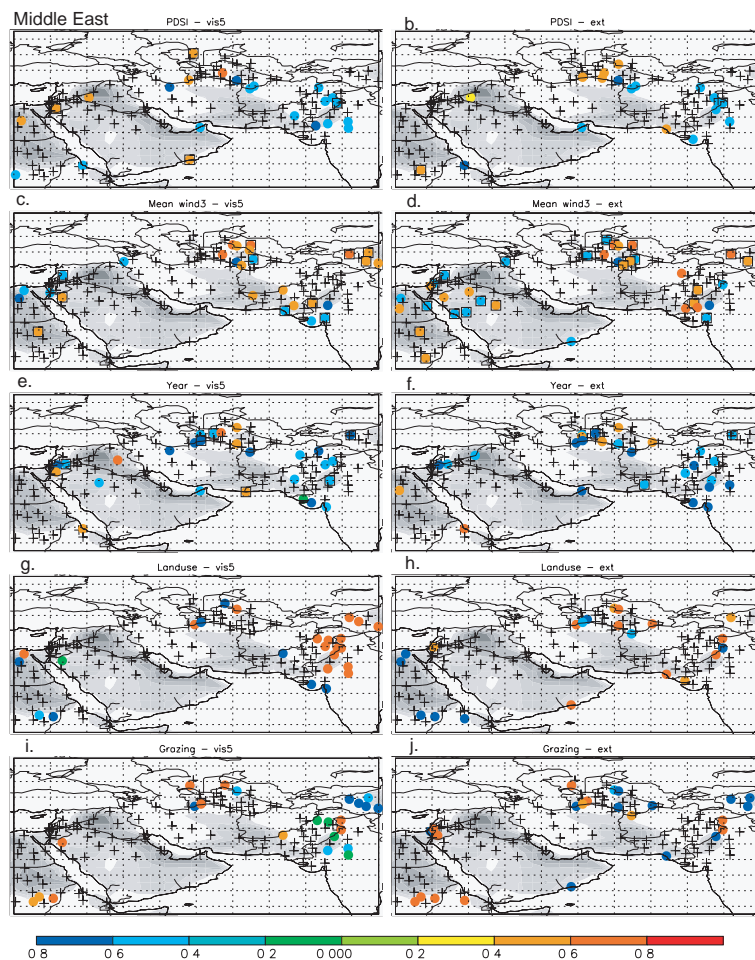 Middle East
PDSI – vis5
b.
PDSI – ext
c.
Mean wind3 – vis5
d.
Mean wind3 – ext
e.
Year – vis5
f.
Year – ext
g.
Landuse – vis5
h.
Landuse – ext
i.
Grazing – vis5
j.
Grazing – ext
0 8 0 6 0 4 0 2 0 000 0 2 0 4 0 6 0 8